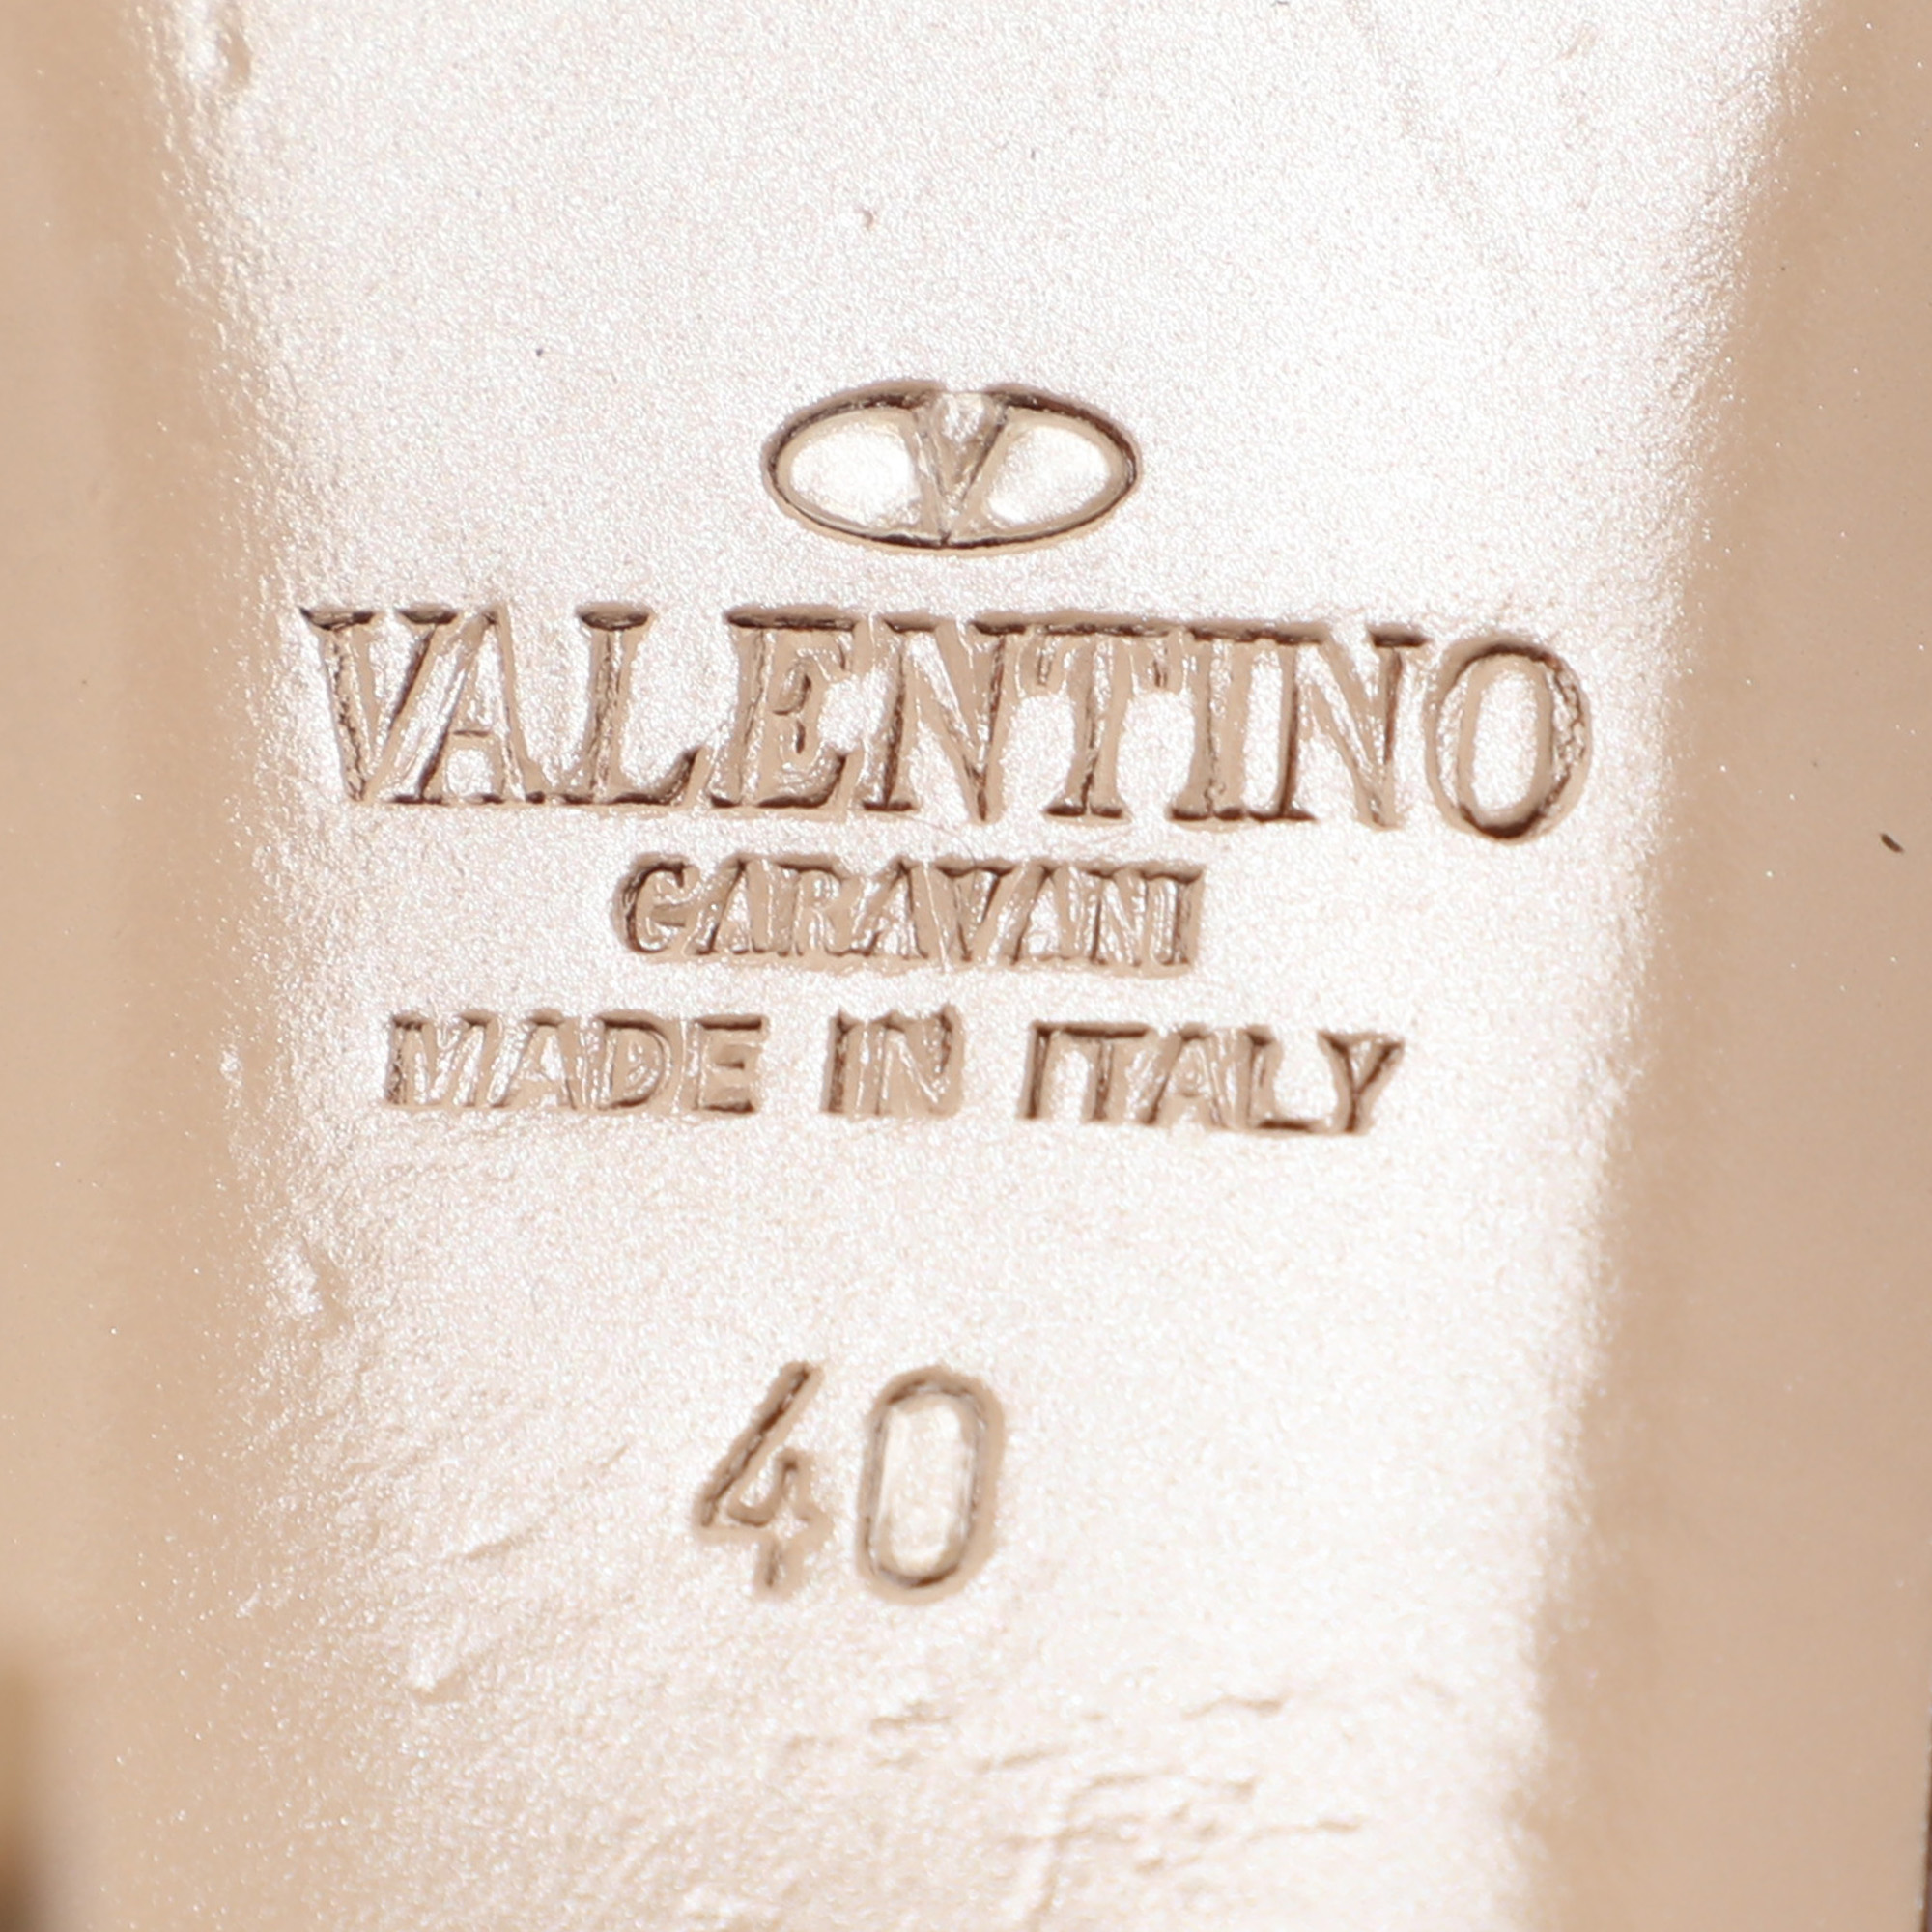 V
VALENTINO
GARAVANI
MADE IN ITALY
40